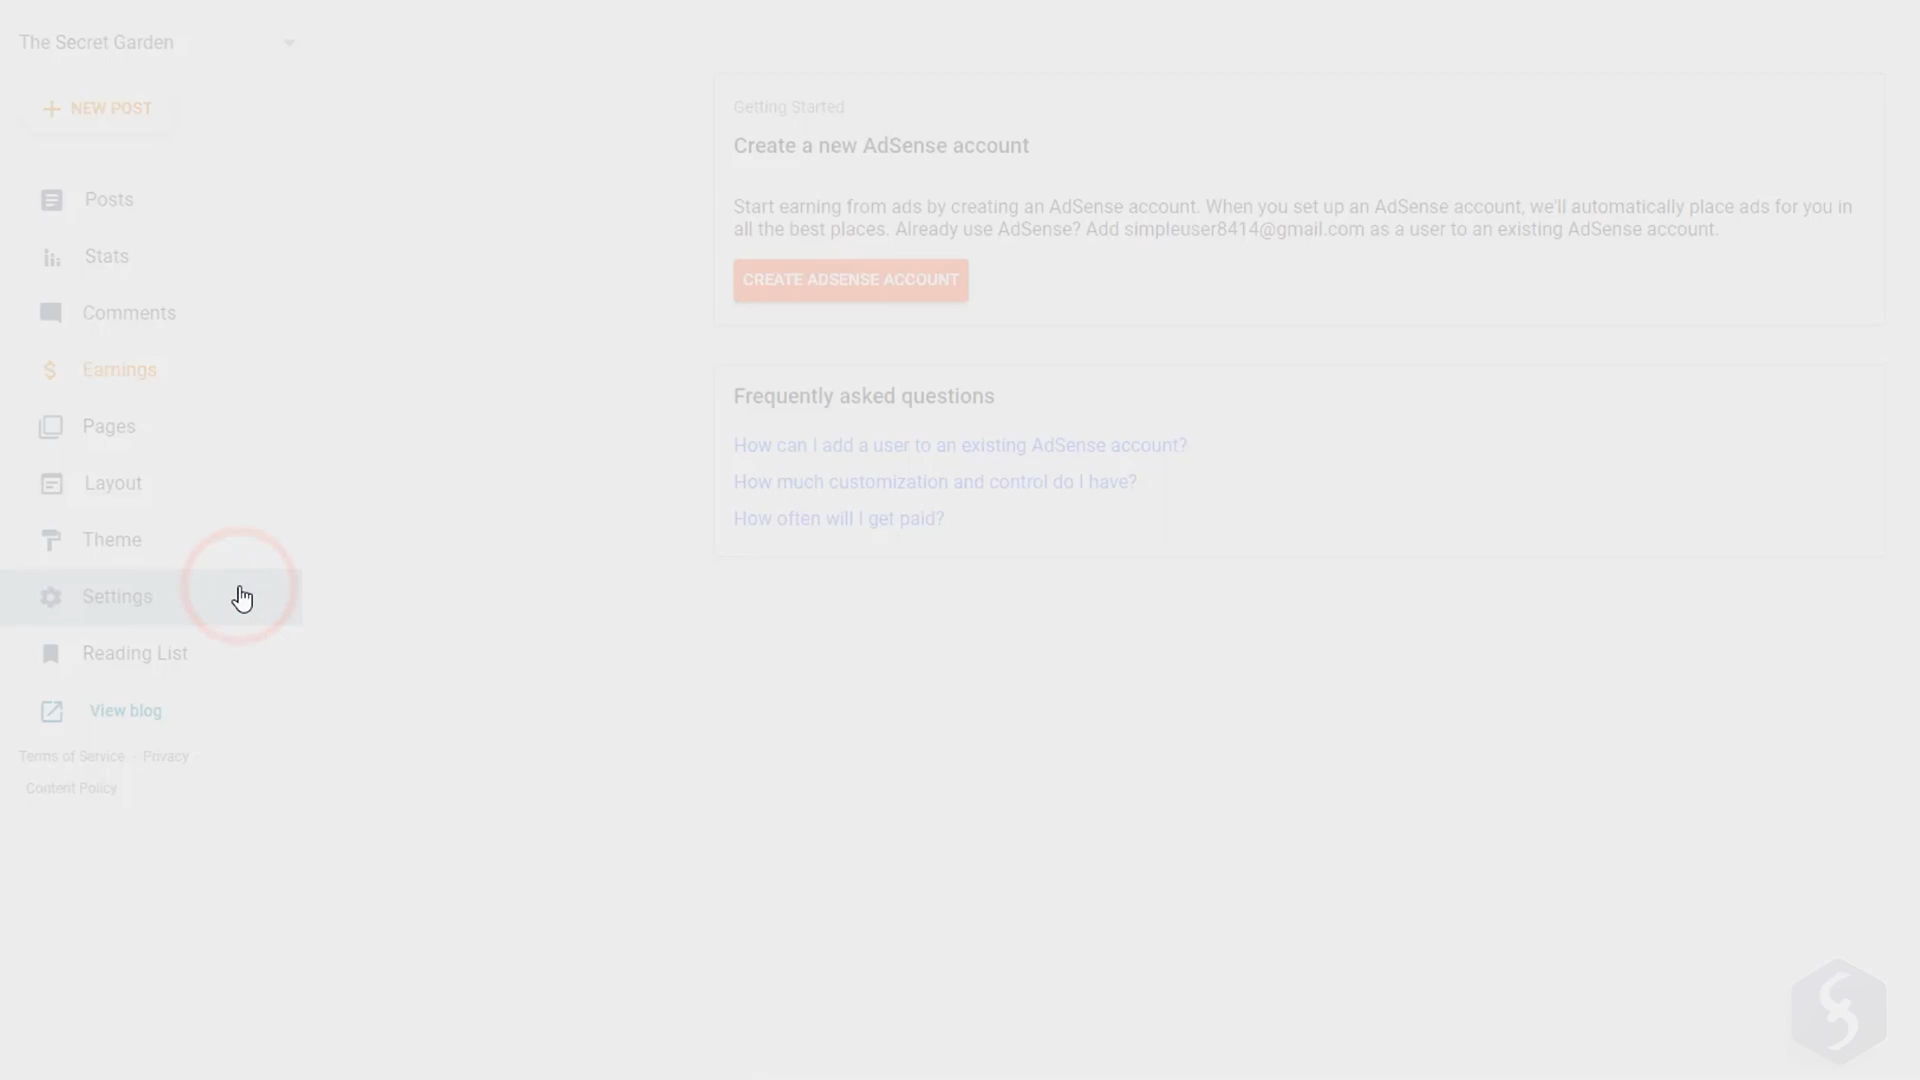 The Secret Garden
NEW POST
Posts
Stats
Comments
Earnings
Pages
Layout
Theme
Settings
Reading List
View blog
Terms of Service · Privacy ·
Content Policy
Getting Started
Create a new AdSense account
Start earning from ads by creating an AdSense account. When you set up an AdSense account, we'll automatically place ads for you in
all the best places. Already use AdSense? Add simpleuser8414@gmail.com as a user to an existing AdSense account.
CREATE ADSENSE ACCOUNT
Frequently asked questions
How can I add a user to an existing AdSense account?
How much customization and control do I have?
How often will I get paid?